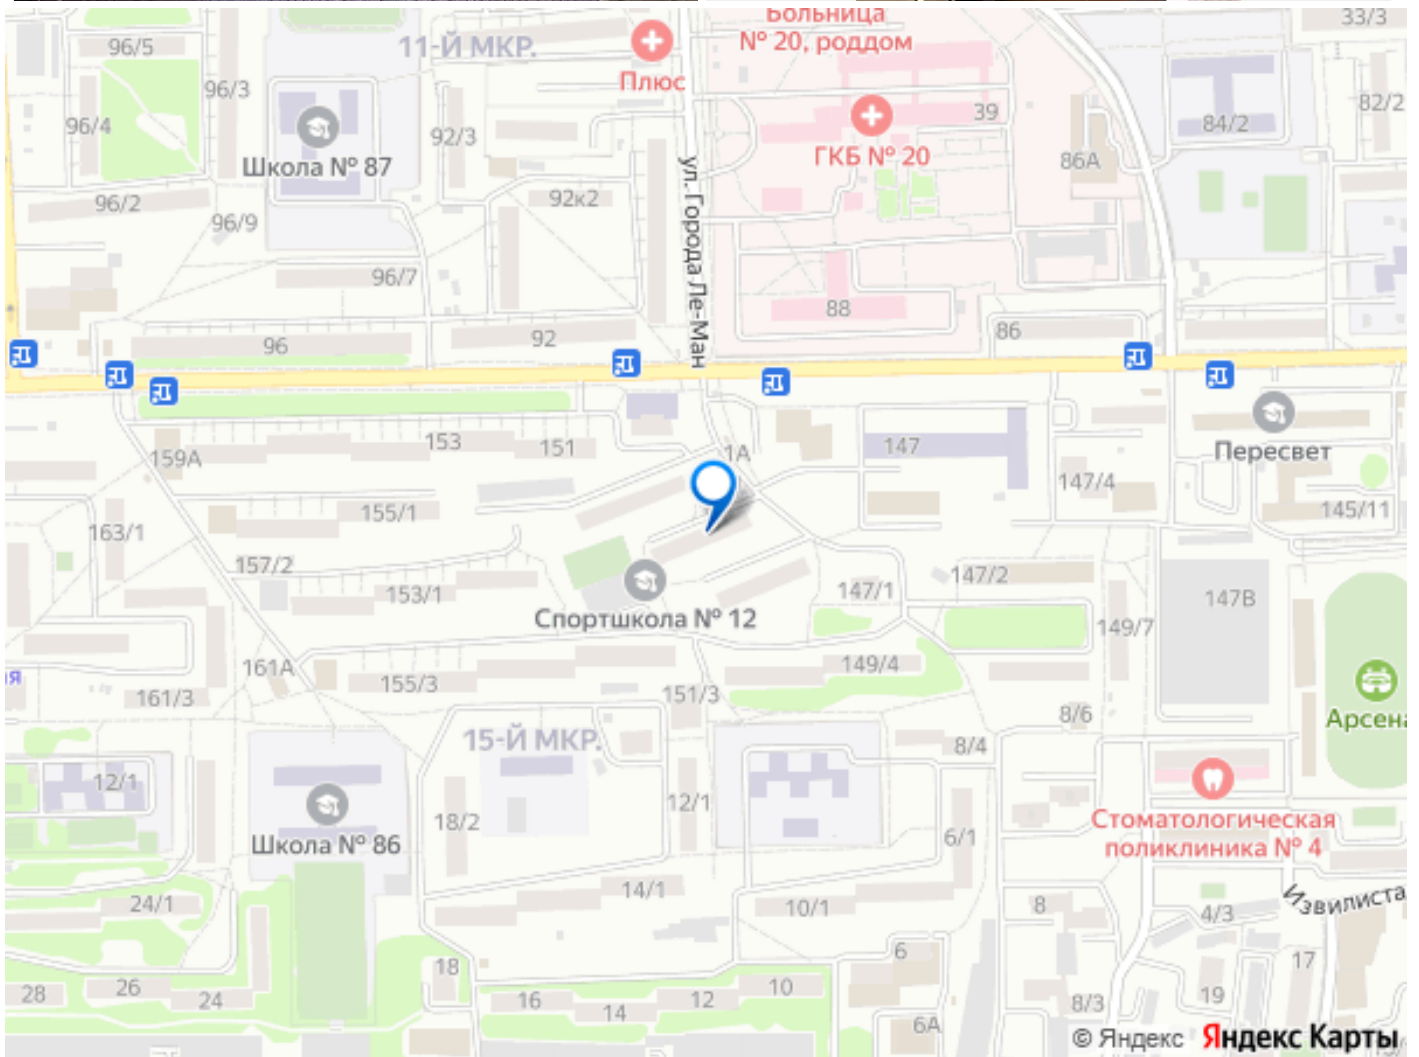 Больница
№ 20, роддом
33/3
96/5
11-Й МКР.
Плюс
96/3
96/4
92/3
39
82/2
84/2
Школа № 87
ГКБ № 20
86А
ул. Города Ле-Ман
96/2
96/9
92к2
96/7
88
86
96
92
153
151
1А
147
159А
Пересвет
147/4
155/1
163/1
145/11
157/2
153/1
147/1
147/2
147В
Спортшкола № 12
149/7
161А
155/3
149/4
151/3
161/3
я
8/6
Арсена
15-Й МКР.
8/4
12/1
18/2
12/1
Школа № 86
6/1
Стоматологическая
поликлиника № 4
14/1
24/1
10/1
8
4/3
Извилиста
6
18
17
28
26
24
16
14
12
10
8/3
19
6А
© Яндекс Яндекс Карты